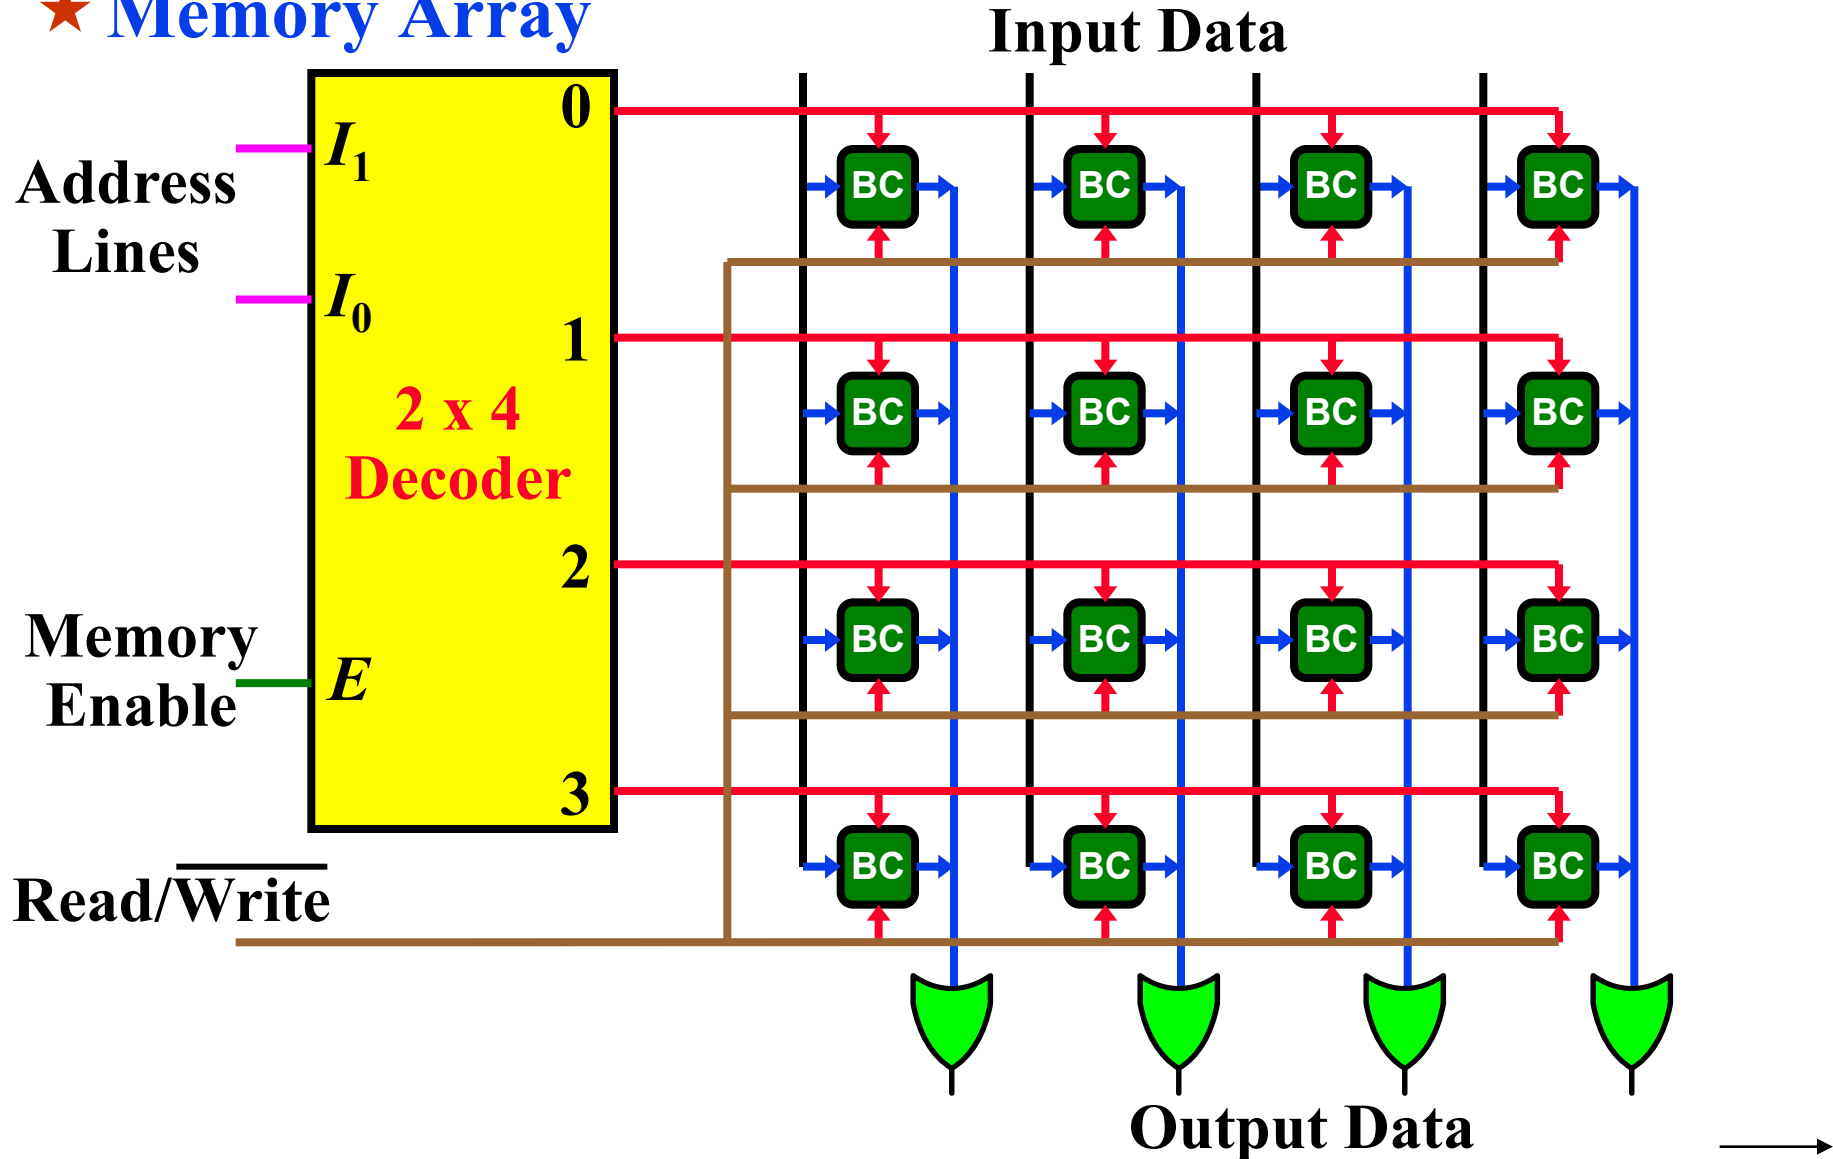 ★ Memory Array
Input Data
0
I₁
Address
Lines
I₀
BC BC BC BC
1
2 x 4
Decoder
BC BC BC BC
2
Memory
Enable
E
BC BC BC BC
3
BC BC BC BC
Read/W̅r̅i̅t̅e̅
Output Data